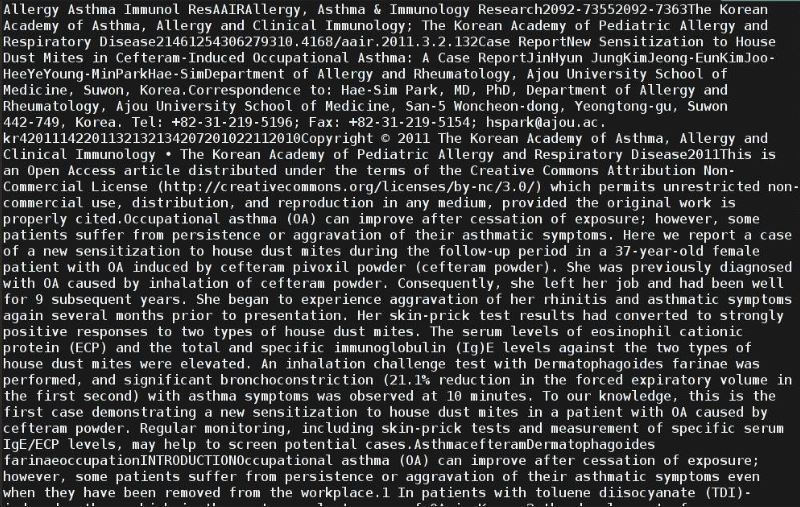 Allergy Asthma Immunol ResAAIRAllergy, Asthma & Immunology Research2092-73552092-7363The Korean
Academy of Asthma, Allergy and Clinical Immunology; The Korean Academy of Pediatric Allergy and
Respiratory Disease21461254306279310.4168/aair.2011.3.2.132Case ReportNew Sensitization to House
Dust Mites in Cefteram-Induced Occupational Asthma: A Case ReportJinHyun JungKimJeong-EunKimJoo-
HeeYeYoung-MinParkHae-SimDepartment of Allergy and Rheumatology, Ajou University School of
Medicine, Suwon, Korea.Correspondence to: Hae-Sim Park, MD, PhD, Department of Allergy and
Rheumatology, Ajou University School of Medicine, San-5 Woncheon-dong, Yeongtong-gu, Suwon
442-749, Korea. Tel: +82-31-219-5196; Fax: +82-31-219-5154; hspark@ajou.ac.
kr4201114220113213213420720102211​2010Copyright © 2011 The Korean Academy of Asthma, Allergy and
Clinical Immunology • The Korean Academy of Pediatric Allergy and Respiratory Disease2011This is
an Open Access article distributed under the terms of the Creative Commons Attribution Non-
Commercial License (http://creativecommons.org/licenses/by-nc/3.0/) which permits unrestricted non-
commercial use, distribution, and reproduction in any medium, provided the original work is
properly cited.Occupational asthma (OA) can improve after cessation of exposure; however, some
patients suffer from persistence or aggravation of their asthmatic symptoms. Here we report a case
of a new sensitization to house dust mites during the follow-up period in a 37-year-old female
patient with OA induced by cefteram pivoxil powder (cefteram powder). She was previously diagnosed
with OA caused by inhalation of cefteram powder. Consequently, she left her job and had been well
for 9 subsequent years. She began to experience aggravation of her rhinitis and asthmatic symptoms
again several months prior to presentation. Her skin-prick test results had converted to strongly
positive responses to two types of house dust mites. The serum levels of eosinophil cationic
protein (ECP) and the total and specific immunoglobulin (Ig)E levels against the two types of
house dust mites were elevated. An inhalation challenge test with Dermatophagoides farinae was
performed, and significant bronchoconstriction (21.1% reduction in the forced expiratory volume in
the first second) with asthma symptoms was observed at 10 minutes. To our knowledge, this is the
first case demonstrating a new sensitization to house dust mites in a patient with OA caused by
cefteram powder. Regular monitoring, including skin-prick tests and measurement of specific serum
IgE/ECP levels, may help to screen potential cases.AsthmacefteramDermatophagoides
farinaeoccupationINTRODUCTIONOccupational asthma (OA) can improve after cessation of exposure;
however, some patients suffer from persistence or aggravation of their asthmatic symptoms even
when they have been removed from the workplace.1 In patients with toluene diisocyanate (TDI)-